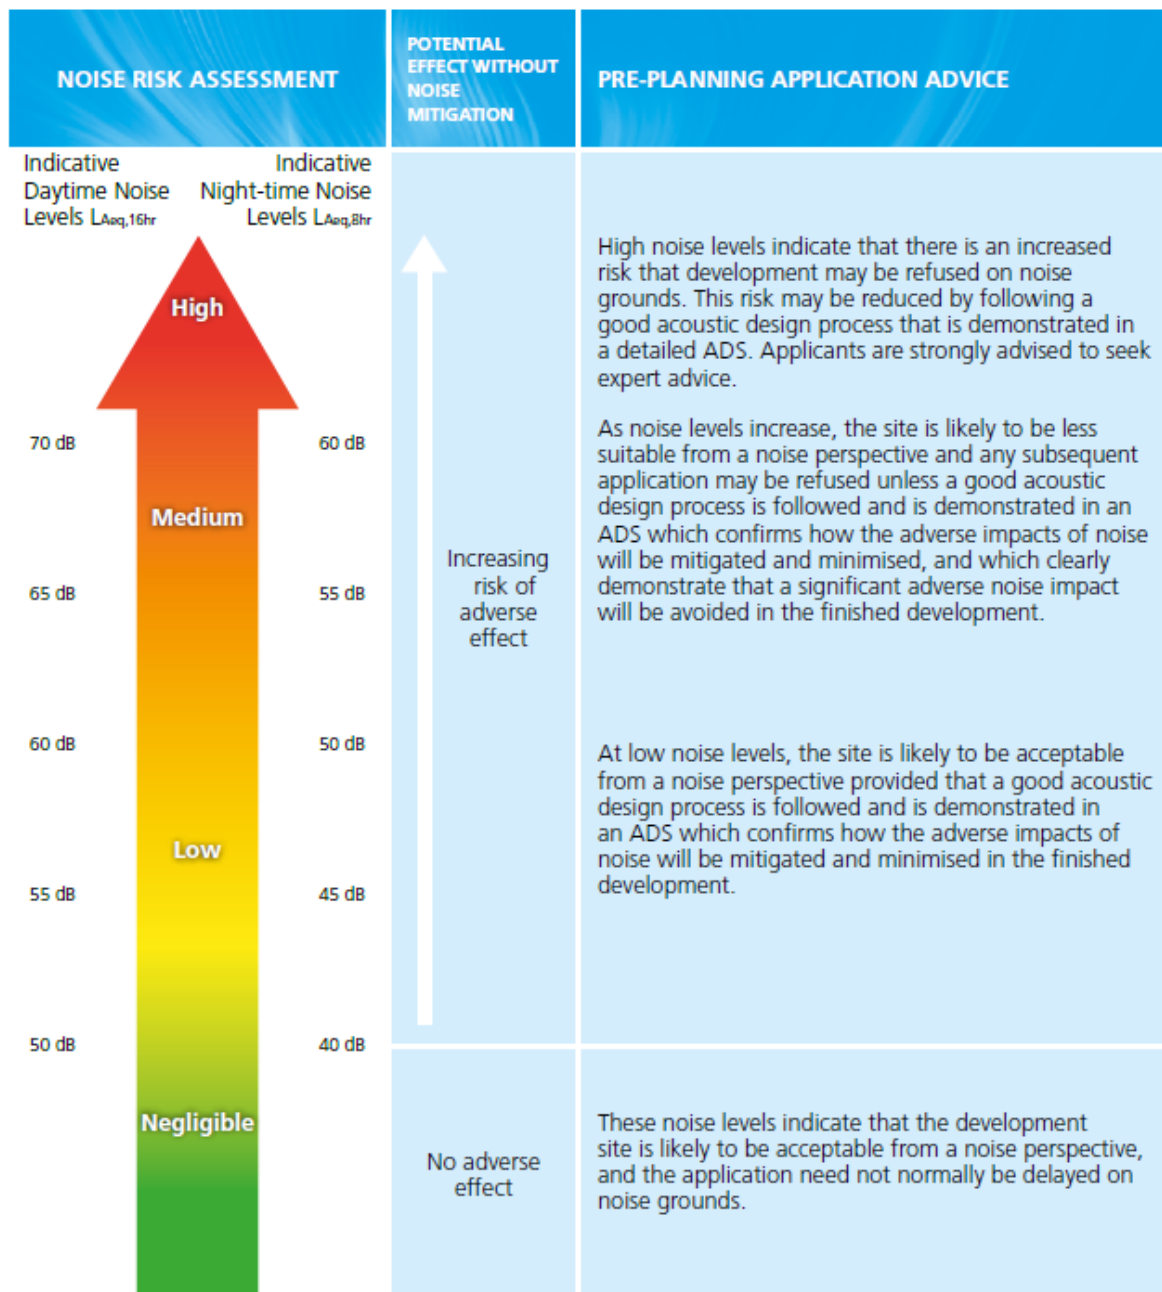 NOISE RISK ASSESSMENT
POTENTIAL
EFFECT WITHOUT
NOISE
MITIGATION
PRE-PLANNING APPLICATION ADVICE
Indicative
Daytime Noise
Levels LAeq,16hr
Indicative
Night-time Noise
Levels LAeq,8hr
High
70 dB
60 dB
Medium
65 dB
55 dB
60 dB
50 dB
Low
55 dB
45 dB
50 dB
40 dB
Negligible
Increasing
risk of
adverse
effect
No adverse
effect
High noise levels indicate that there is an increased
risk that development may be refused on noise
grounds. This risk may be reduced by following a
good acoustic design process that is demonstrated in
a detailed ADS. Applicants are strongly advised to seek
expert advice.
As noise levels increase, the site is likely to be less
suitable from a noise perspective and any subsequent
application may be refused unless a good acoustic
design process is followed and is demonstrated in an
ADS which confirms how the adverse impacts of noise
will be mitigated and minimised, and which clearly
demonstrate that a significant adverse noise impact
will be avoided in the finished development.
At low noise levels, the site is likely to be acceptable
from a noise perspective provided that a good acoustic
design process is followed and is demonstrated in
an ADS which confirms how the adverse impacts of
noise will be mitigated and minimised in the finished
development.
These noise levels indicate that the development
site is likely to be acceptable from a noise perspective,
and the application need not normally be delayed on
noise grounds.